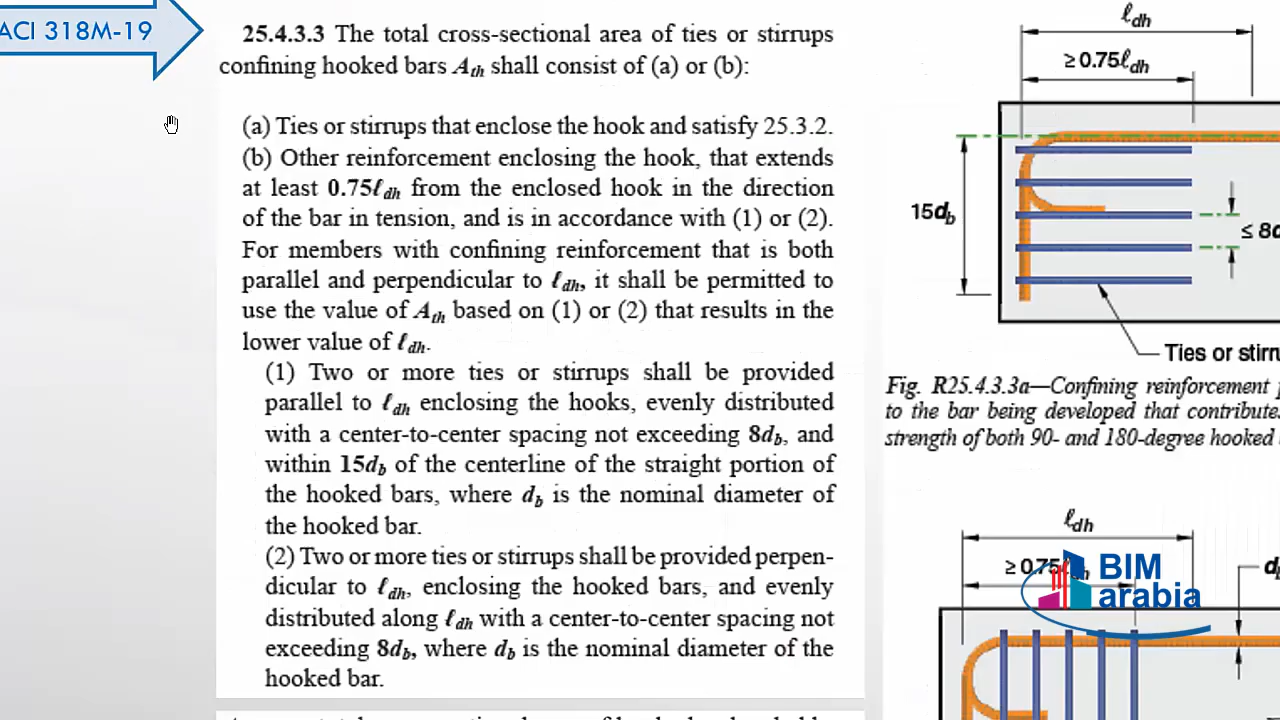 ACI 318M-19
25.4.3.3 The total cross-sectional area of ties or stirrups
confining hooked bars Ath shall consist of (a) or (b):
(a) Ties or stirrups that enclose the hook and satisfy 25.3.2.
(b) Other reinforcement enclosing the hook, that extends
at least 0.75ℓdh from the enclosed hook in the direction
of the bar in tension, and is in accordance with (1) or (2).
For members with confining reinforcement that is both
parallel and perpendicular to ℓdh, it shall be permitted to
use the value of Ath based on (1) or (2) that results in the
lower value of ℓdh.
(1) Two or more ties or stirrups shall be provided
parallel to ℓdh enclosing the hooks, evenly distributed
with a center-to-center spacing not exceeding 8db, and
within 15db of the centerline of the straight portion of
the hooked bars, where db is the nominal diameter of
the hooked bar.
(2) Two or more ties or stirrups shall be provided perpen-
dicular to ℓdh, enclosing the hooked bars, and evenly
distributed along ℓdh with a center-to-center spacing not
exceeding 8db, where db is the nominal diameter of the
hooked bar.
ℓdh
≥0.75ℓdh
15db
≤ 8d
Ties or stirru
Fig. R25.4.3.3a—Confining reinforcement
to the bar being developed that contributes
strength of both 90- and 180-degree hooked
ℓdh
≥0.75
db
BIM
arabia